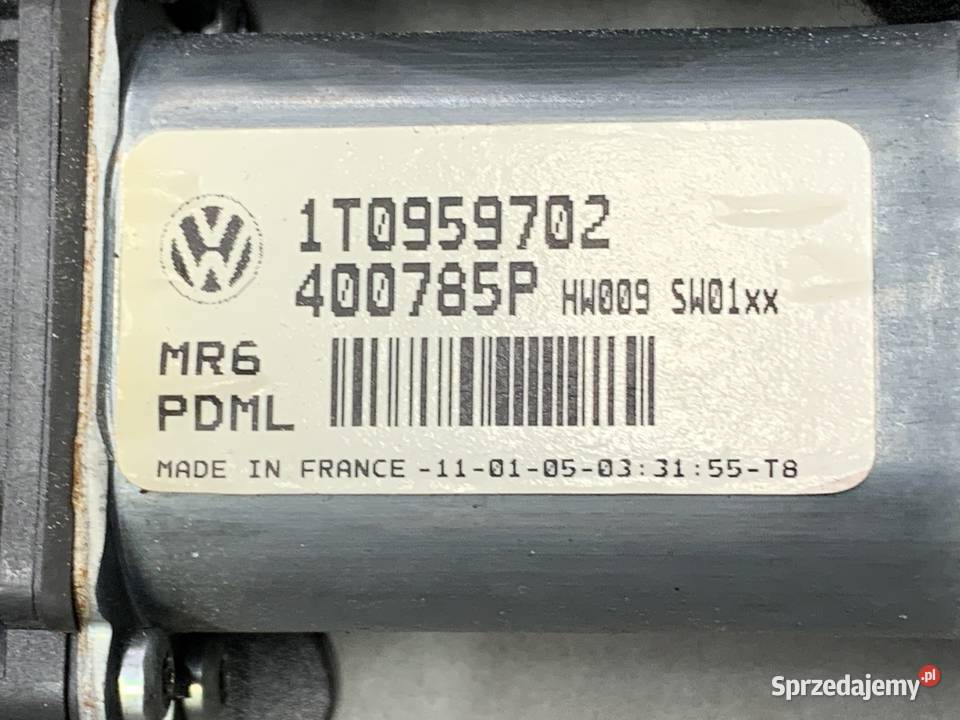 1T0959702
400785P HW009 SW01xx
MR6
PDML
MADE IN FRANCE -11-01-05-03:31:55-T8
Sprzedajemy.pl